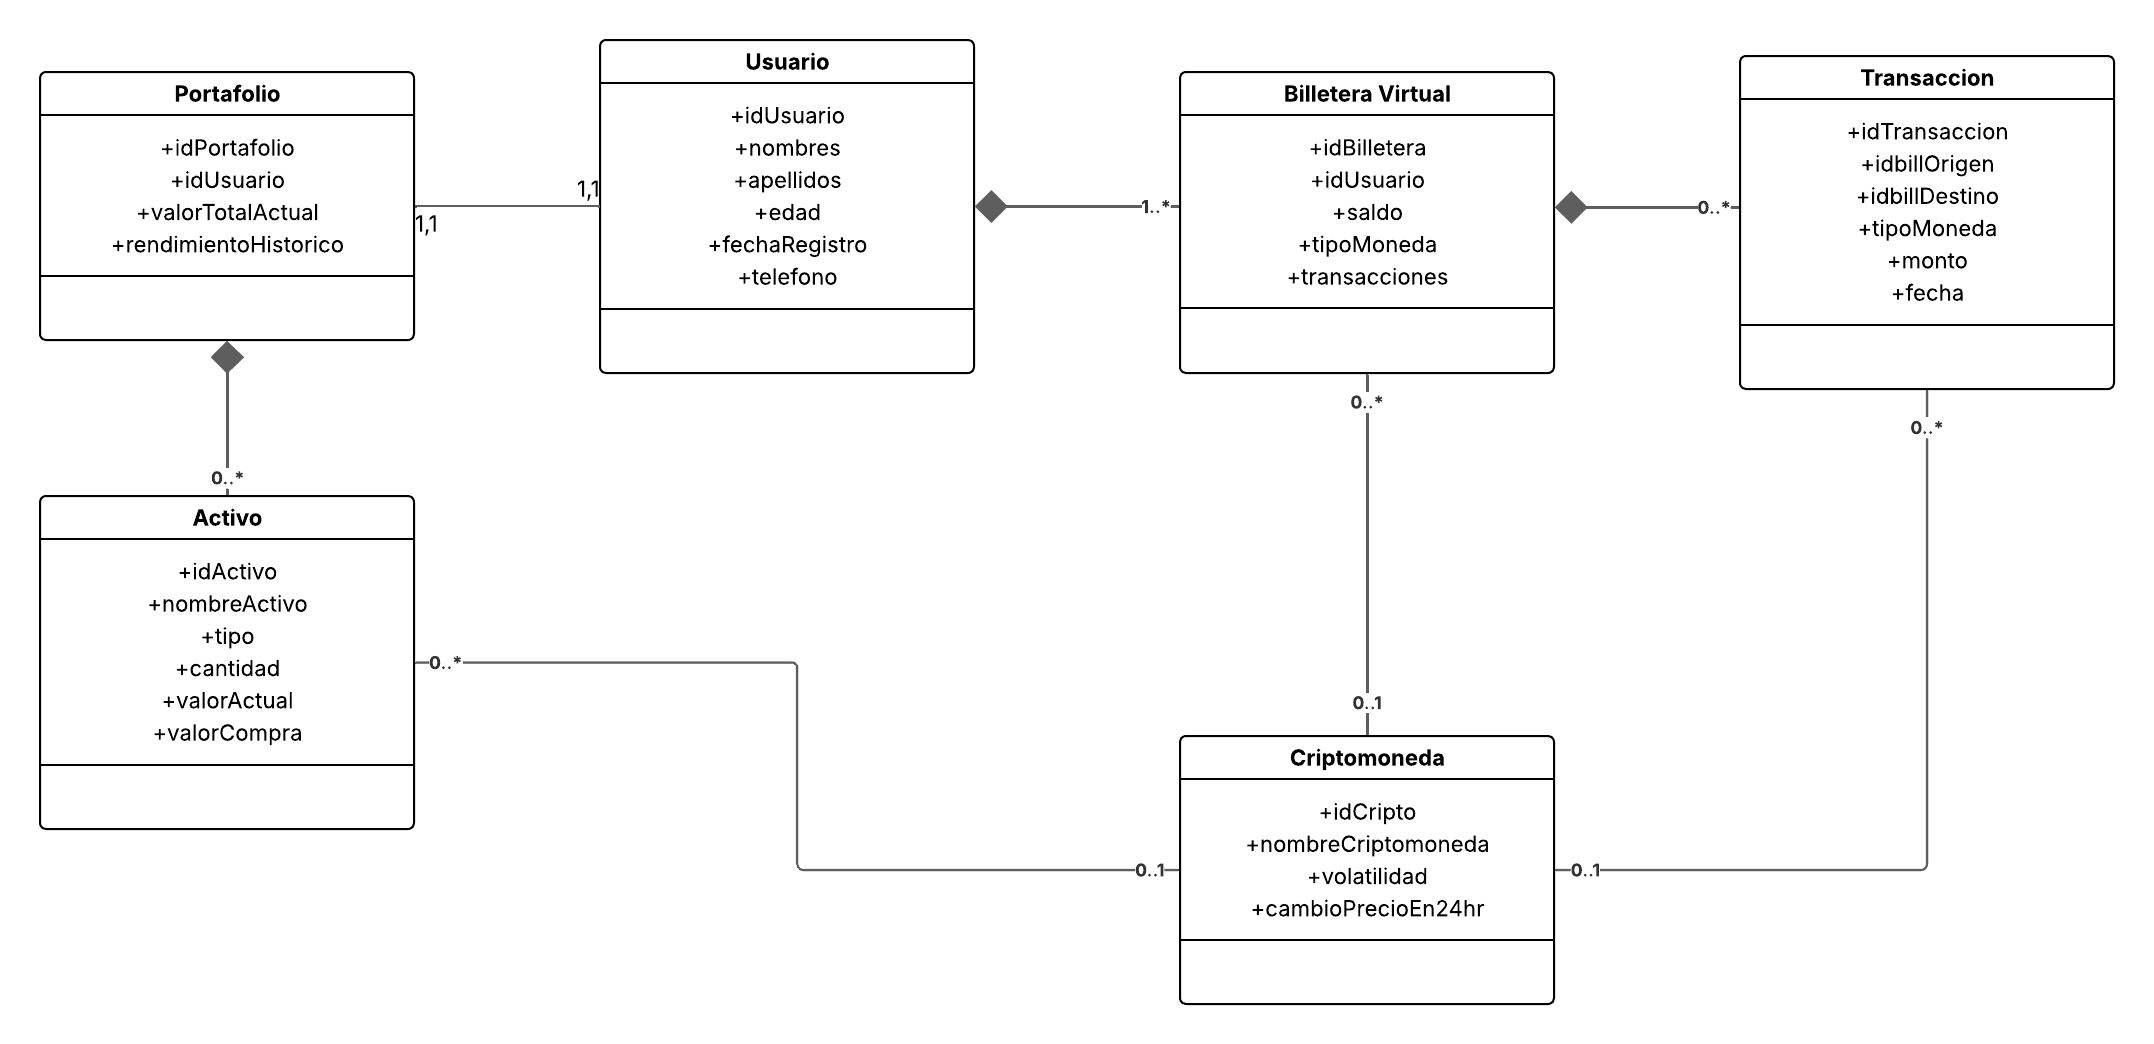 Portafolio
+idPortafolio
+idUsuario
+valorTotalActual
+rendimientoHistorico
1,1
1,1
Usuario
+idUsuario
+nombres
+apellidos
+edad
+fechaRegistro
+telefono
1..*
Billetera Virtual
+idBilletera
+idUsuario
+saldo
+tipoMoneda
+transacciones
0..*
Transaccion
+idTransaccion
+idbillOrigen
+idbillDestino
+tipoMoneda
+monto
+fecha
0..*
0..*
0..*
Activo
+idActivo
+nombreActivo
+tipo
+cantidad
+valorActual
+valorCompra
0..*
0..1
0..1
0..1
Criptomoneda
+idCripto
+nombreCriptomoneda
+volatilidad
+cambioPrecioEn24hr